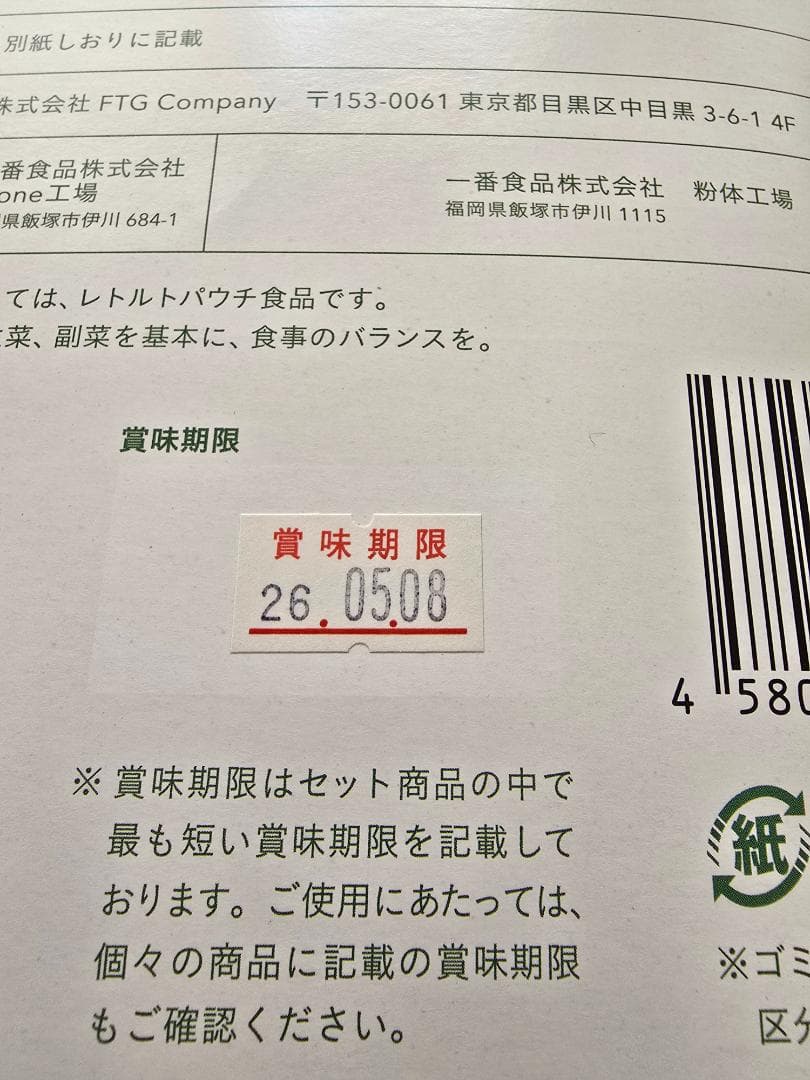 別紙しおりに記載
株式会社 FTG Company 〒153-0061 東京都目黒区中目黒 3-6-1 4F
番食品株式会社
one工場
県飯塚市伊川 684-1
一番食品株式会社 粉体工場
福岡県飯塚市伊川 1115
ては、レトルトパウチ食品です。
菜、副菜を基本に、食事のバランスを。
賞味期限
賞味期限
26.05.08
4 580
※ 賞味期限はセット商品の中で
最も短い賞味期限を記載して
おります。ご使用にあたっては、
個々の商品に記載の賞味期限
もご確認ください。
紙
※ゴミ
区分